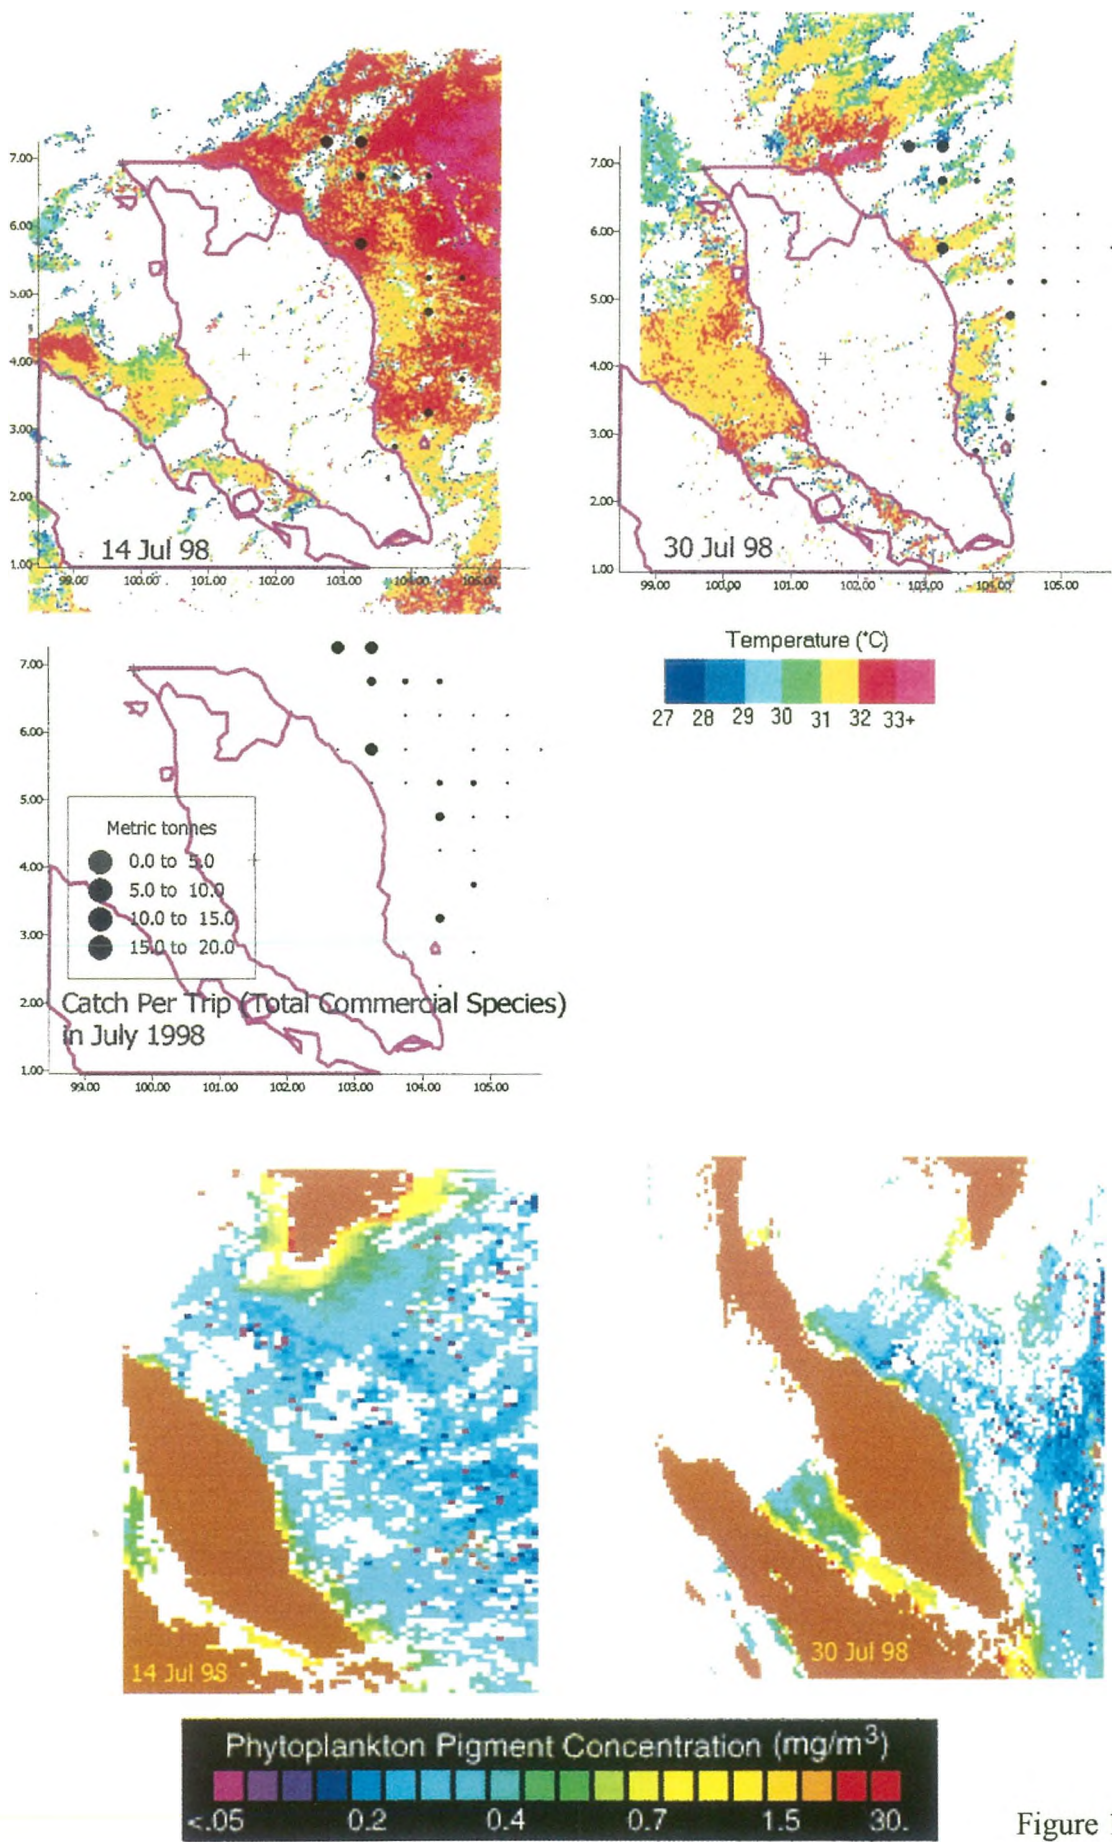 7.00
6.00
5.00
4.00
3.00
2.00
1.00
14 Jul 98
99.00 100.00 101.00 102.00 103.00 104.00 105.00
7.00
6.00
5.00
4.00
3.00
2.00
1.00
30 Jul 98
99.00 100.00 101.00 102.00 103.00 104.00 105.00
Temperature (°C)
27 28 29 30 31 32 33+
7.00
6.00
5.00
4.00
3.00
2.00
1.00
Metric tonnes
0.0 to 5.0
5.0 to 10.0
10.0 to 15.0
15.0 to 20.0
Catch Per Trip (Total Commercial Species)
in July 1998
99.00 100.00 101.00 102.00 103.00 104.00 105.00
14 Jul 98
30 Jul 98
Phytoplankton Pigment Concentration (mg/m³)
<.05 0.2 0.4 0.7 1.5 30.
Figure